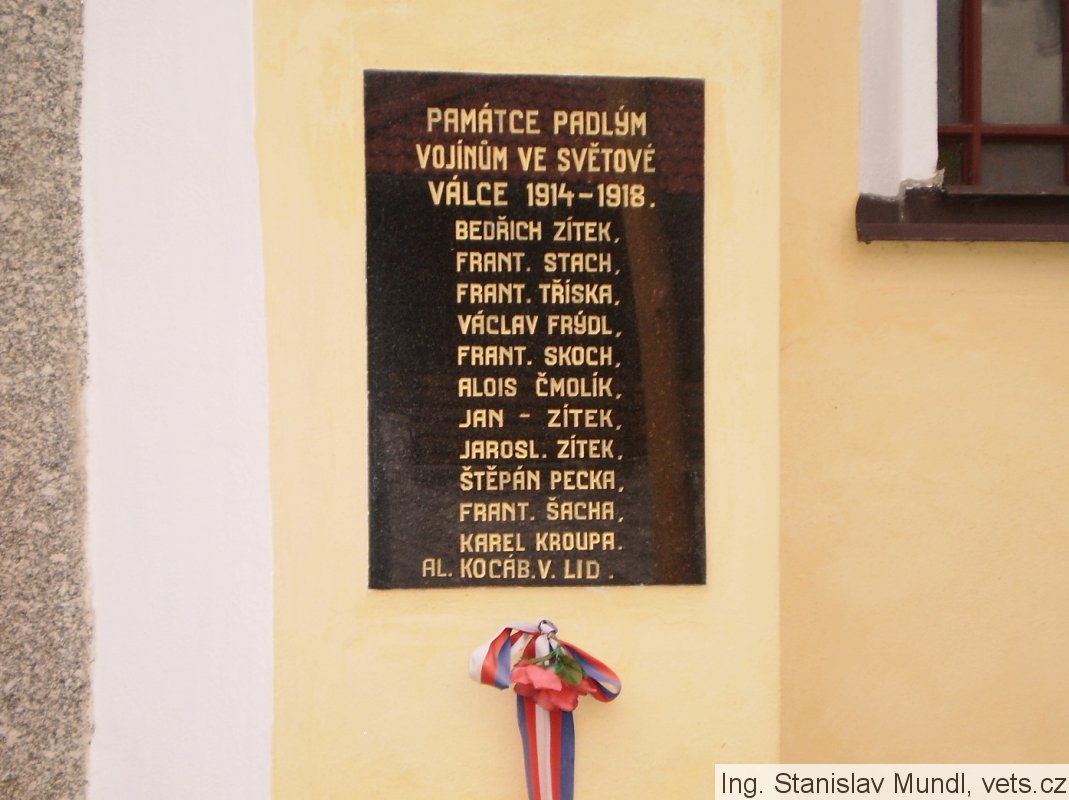 PAMÁTCE PADLÝM
VOJÍNŮM VE SVĚTOVÉ
VÁLCE 1914-1918.
BEDŘICH ZÍTEK,
FRANT. STACH,
FRANT. TŘÍSKA,
VÁCLAV FRÝDL,
FRANT. SKOCH,
ALOIS ČMOLÍK,
JAN - ZÍTEK,
JAROSL. ZÍTEK,
ŠTĚPÁN PECKA,
FRANT. ŠACHA,
KAREL KROUPA.
AL. KOCÁB.V. LID.
Ing. Stanislav Mundl, vets.cz